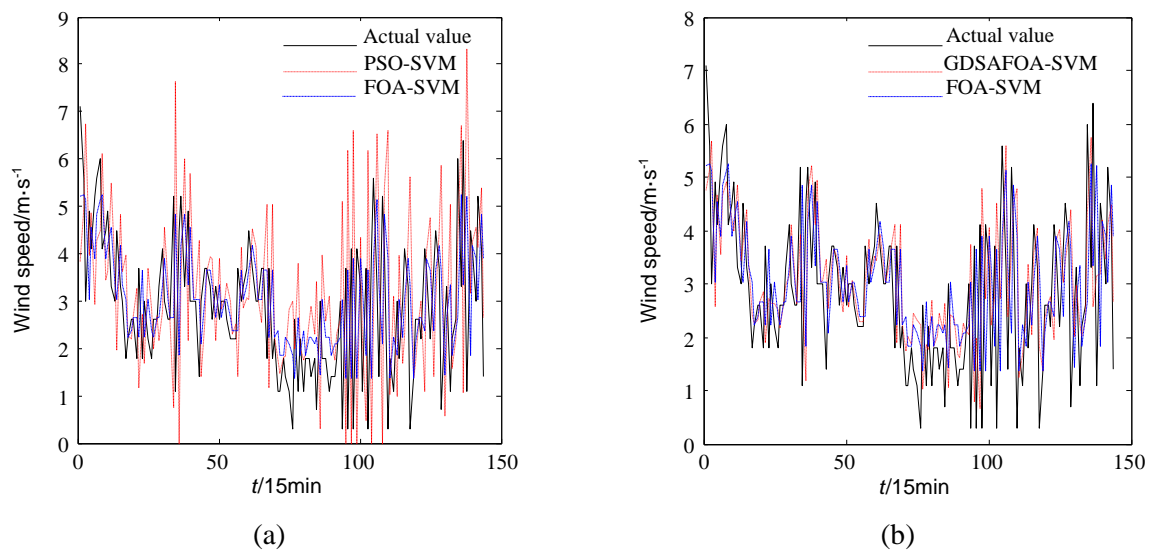 9
8
7
6
5
4
3
2
1
0
Wind speed/m·s-1
Actual value
PSO-SVM
FOA-SVM
0 50 100 150
t/15min
(a)
8
7
6
5
4
3
2
1
0
Wind speed/m·s-1
Actual value
GDSAFOA-SVM
FOA-SVM
0 50 100 150
t/15min
(b)